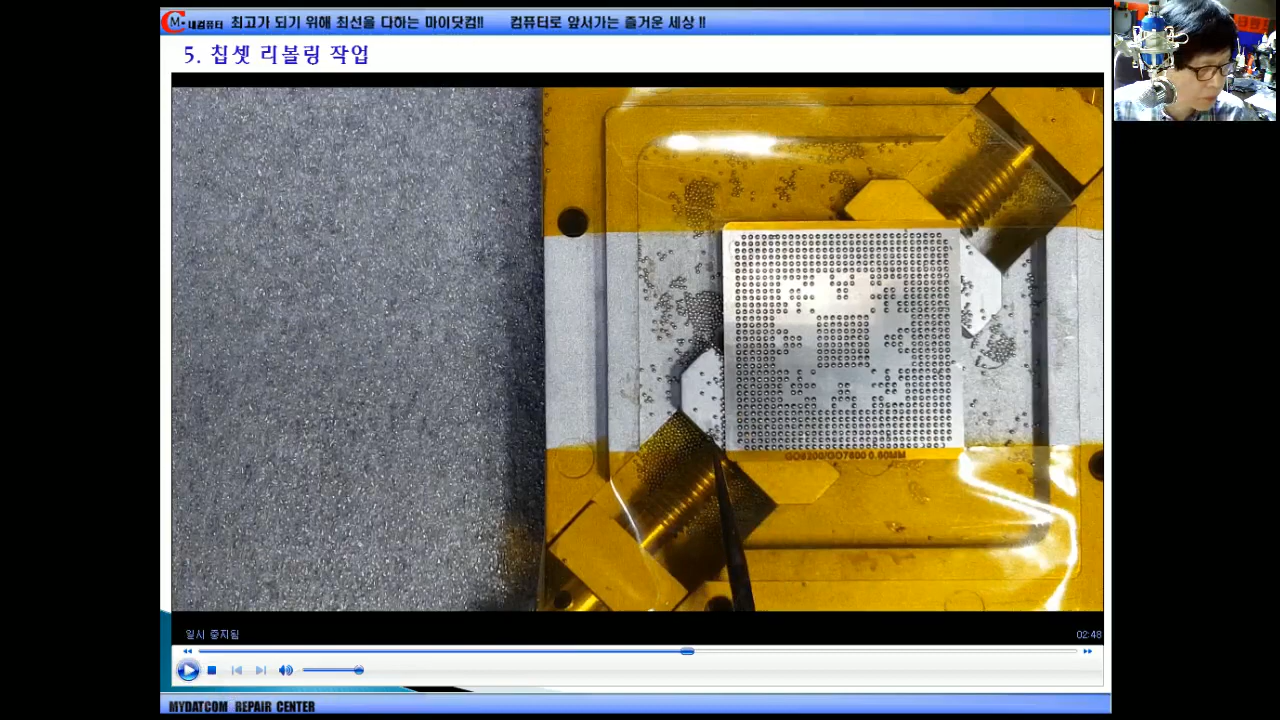 CM 내컴퓨터 최고가 되기 위해 최선을 다하는 마이닷컴!! 컴퓨터로 앞서가는 즐거운 세상 !!
5. 칩셋 리볼링 작업
GO6200/GO7600 0.60MM
일시 중지됨
02:48
MYDATCOM REPAIR CENTER